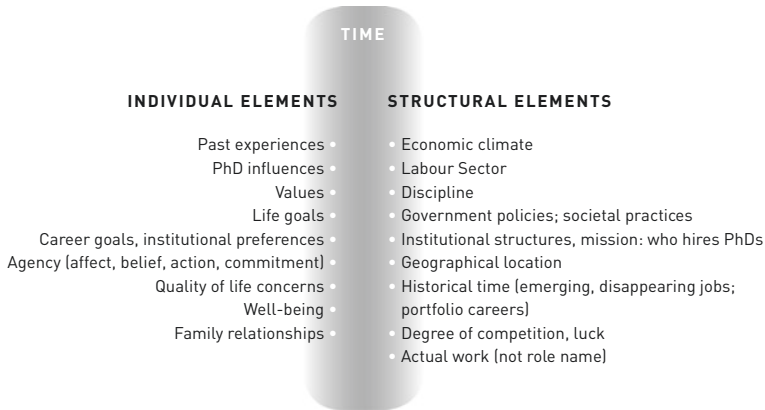 TIME
INDIVIDUAL ELEMENTS
Past experiences •
PhD influences •
Values •
Life goals •
Career goals, institutional preferences •
Agency (affect, belief, action, commitment) •
Quality of life concerns •
Well-being •
Family relationships •
STRUCTURAL ELEMENTS
• Economic climate
• Labour Sector
• Discipline
• Government policies; societal practices
• Institutional structures, mission: who hires PhDs
• Geographical location
• Historical time (emerging, disappearing jobs;
portfolio careers)
• Degree of competition, luck
• Actual work (not role name)